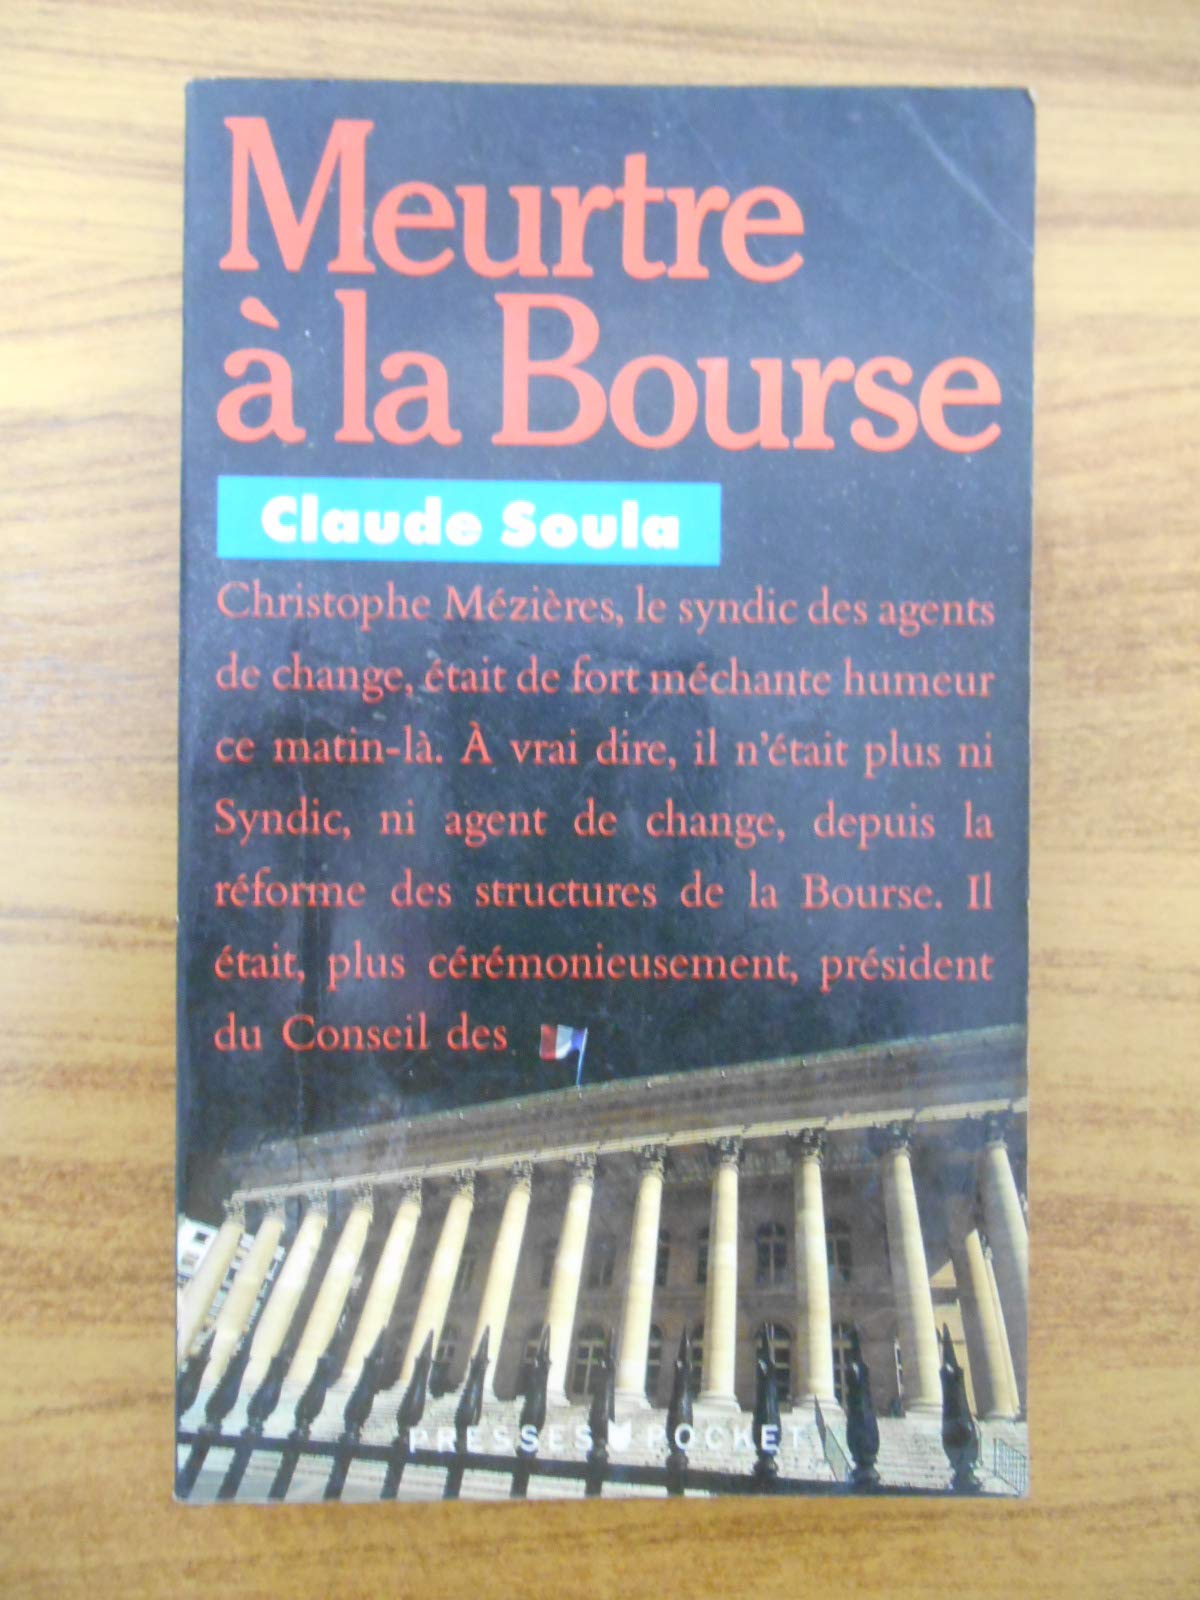 Meurtre
à la Bourse
Claude Soula
Christophe Mézières, le syndic des agents
de change, était de fort méchante humeur
ce matin-là. À vrai dire, il n'était plus ni
Syndic, ni agent de change, depuis la
réforme des structures de la Bourse. Il
était, plus cérémonieusement, président
du Conseil des
PRESSES POCKET